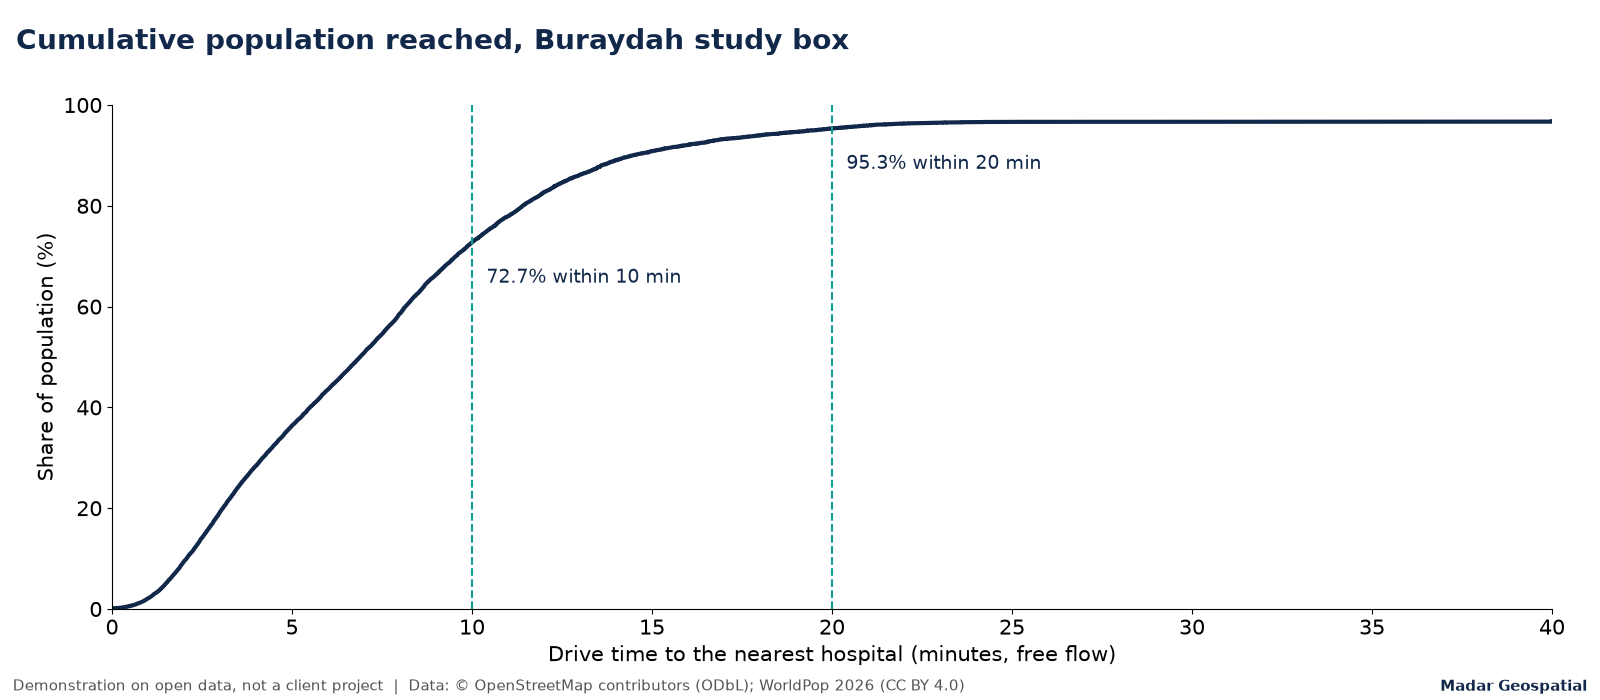 Cumulative population reached, Buraydah study box
100
80
60
40
20
0
Share of population (%)
72.7% within 10 min
95.3% within 20 min
0 5 10 15 20 25 30 35 40
Drive time to the nearest hospital (minutes, free flow)
Demonstration on open data, not a client project | Data: © OpenStreetMap contributors (ODbL); WorldPop 2026 (CC BY 4.0)
Madar Geospatial